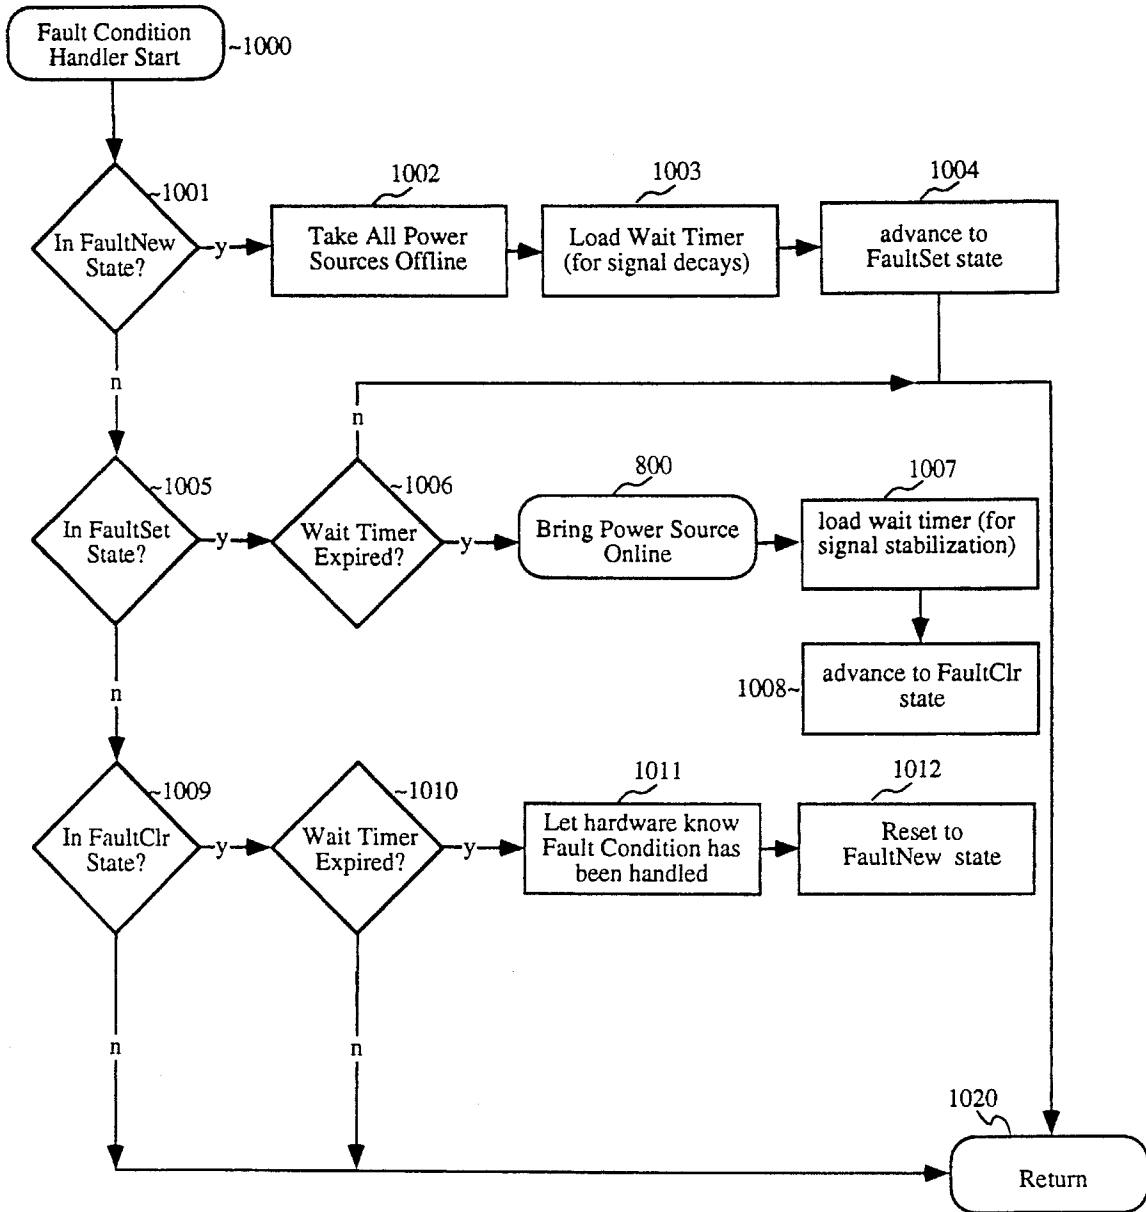 Fault Condition
Handler Start
~1000
~1001
In FaultNew
State?
y
1002
Take All Power
Sources Offline
1003
Load Wait Timer
(for signal decays)
1004
advance to
FaultSet state
n
n
~1005
In FaultSet
State?
y
~1006
Wait Timer
Expired?
y
800
Bring Power Source
Online
1007
load wait timer (for
signal stabilization)
1008~
advance to FaultClr
state
n
~1009
In FaultClr
State?
y
~1010
Wait Timer
Expired?
y
1011
Let hardware know
Fault Condition has
been handled
1012
Reset to
FaultNew state
n
n
1020
Return